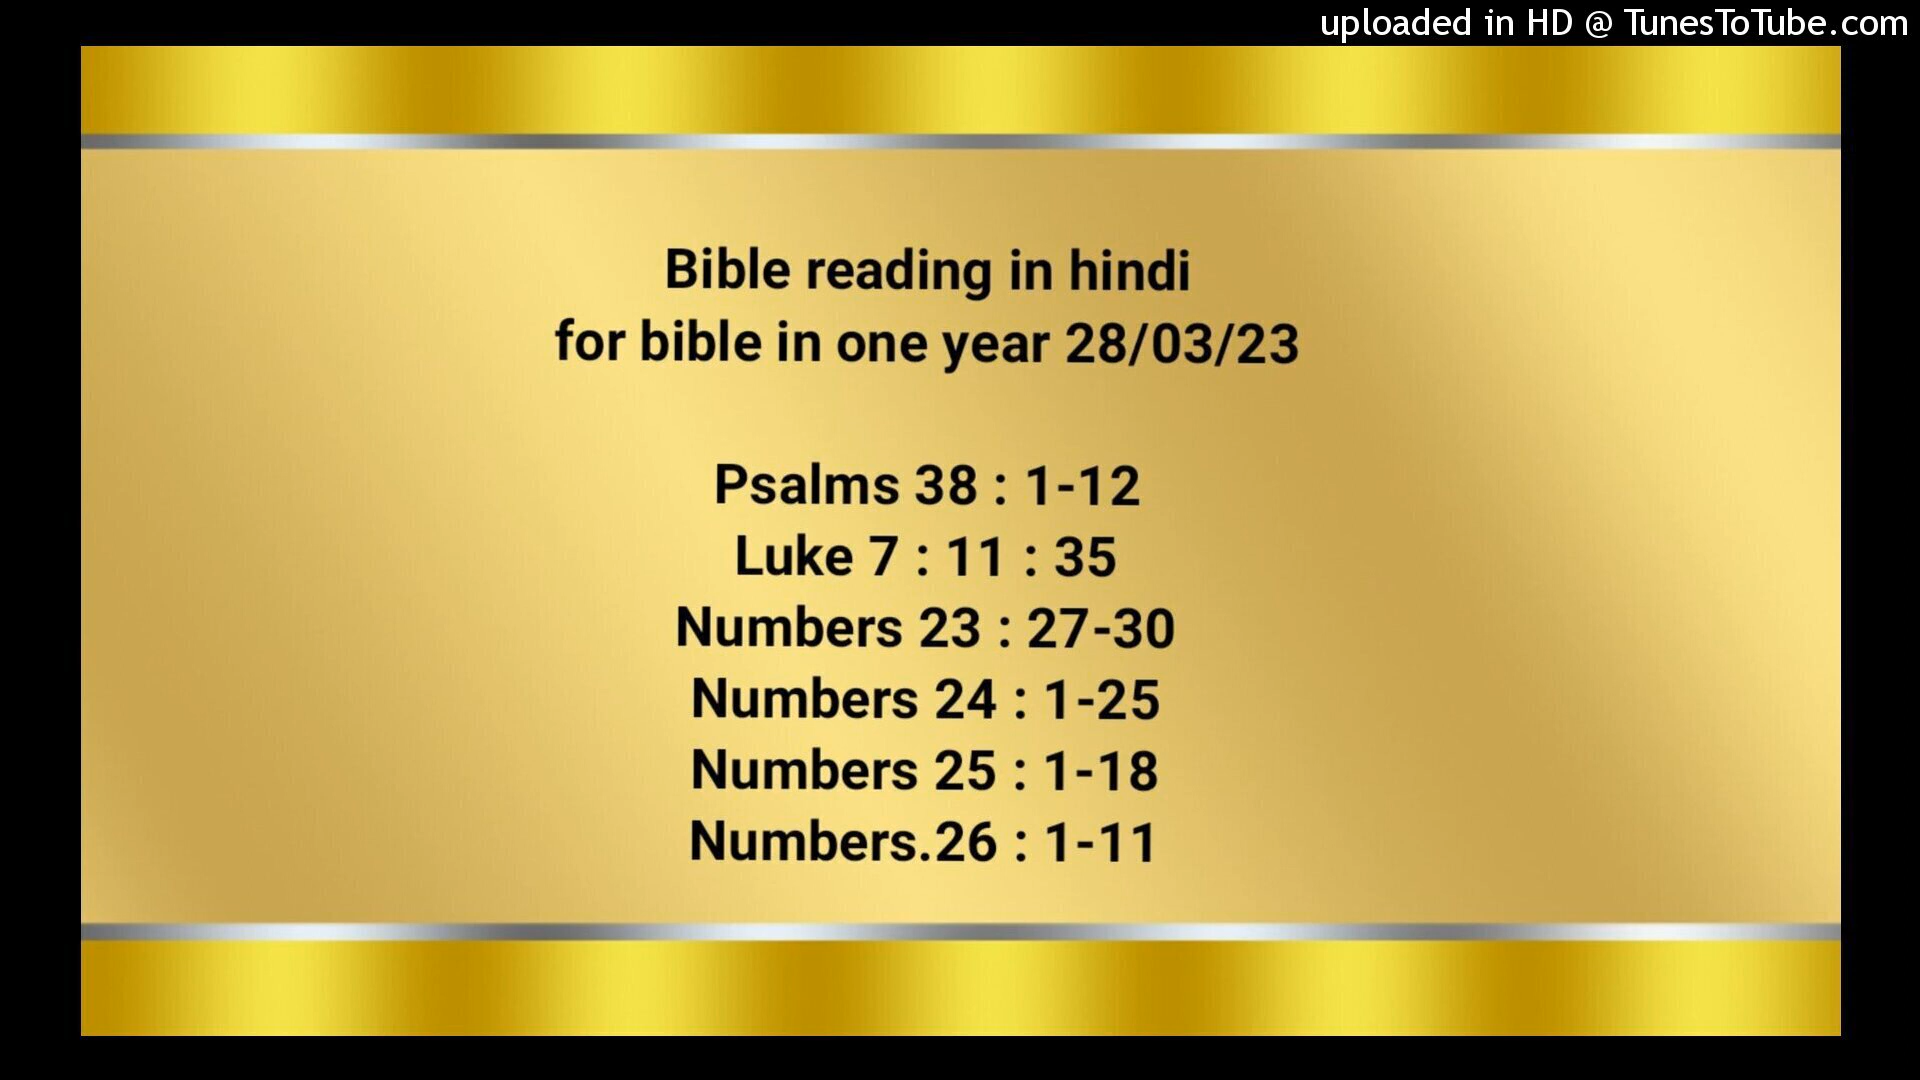 uploaded in HD @ TunesToTube.com
Bible reading in hindi
for bible in one year 28/03/23
Psalms 38 : 1-12
Luke 7 : 11 : 35
Numbers 23 : 27-30
Numbers 24 : 1-25
Numbers 25 : 1-18
Numbers.26 : 1-11